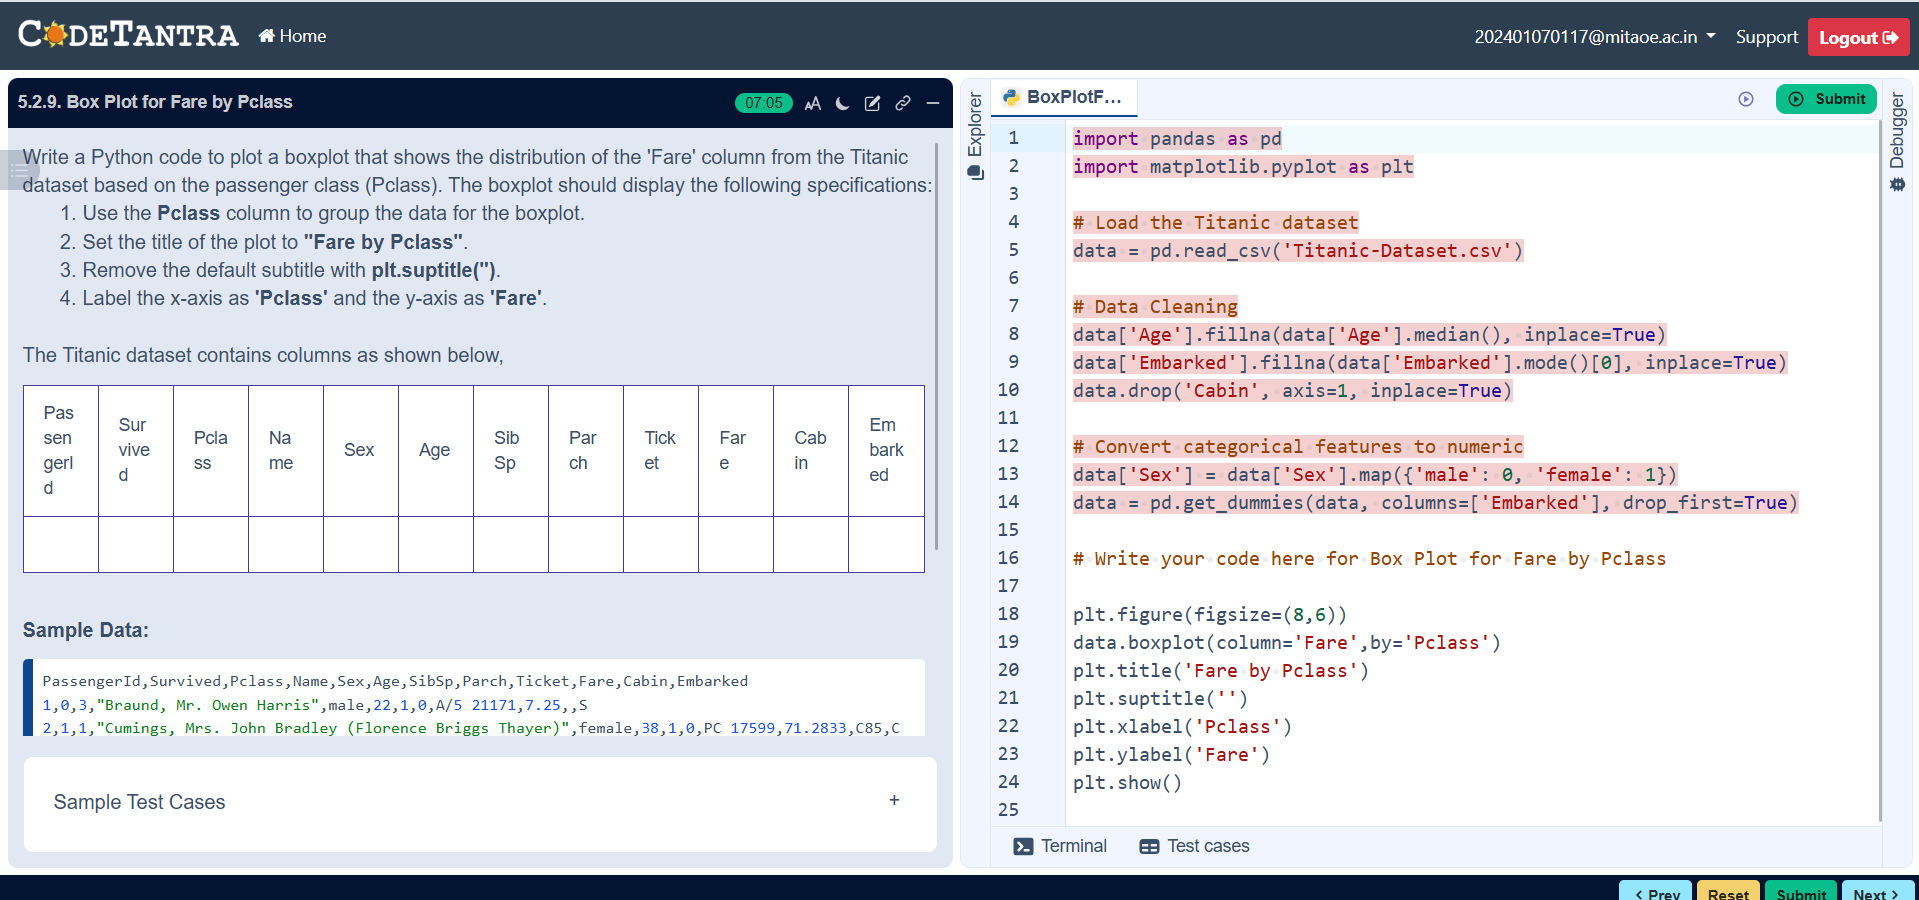 CODETANTRA
Home
202401070117@mitaoe.ac.in
Support
Logout
5.2.9. Box Plot for Fare by Pclass
07:05
Write a Python code to plot a boxplot that shows the distribution of the 'Fare' column from the Titanic
dataset based on the passenger class (Pclass). The boxplot should display the following specifications:
1. Use the Pclass column to group the data for the boxplot.
2. Set the title of the plot to "Fare by Pclass".
3. Remove the default subtitle with plt.suptitle('').
4. Label the x-axis as 'Pclass' and the y-axis as 'Fare'.
The Titanic dataset contains columns as shown below,
Pas
sen
gerI
d
Sur
vive
d
Pcla
ss
Na
me
Sex
Age
Sib
Sp
Par
ch
Tick
et
Far
e
Cab
in
Em
bark
ed
Sample Data:
PassengerId,Survived,Pclass,Name,Sex,Age,SibSp,Parch,Ticket,Fare,Cabin,Embarked
1,0,3,"Braund, Mr. Owen Harris",male,22,1,0,A/5 21171,7.25,,S
2,1,1,"Cumings, Mrs. John Bradley (Florence Briggs Thayer)",female,38,1,0,PC 17599,71.2833,C85,C
Sample Test Cases
+
Explorer
BoxPlotF...
Submit
Debugger
1 import pandas as pd
2 import matplotlib.pyplot as plt
3
4 # Load the Titanic dataset
5 data = pd.read_csv('Titanic-Dataset.csv')
6
7 # Data Cleaning
8 data['Age'].fillna(data['Age'].median(), inplace=True)
9 data['Embarked'].fillna(data['Embarked'].mode()[0], inplace=True)
10 data.drop('Cabin', axis=1, inplace=True)
11
12 # Convert categorical features to numeric
13 data['Sex'] = data['Sex'].map({'male': 0, 'female': 1})
14 data = pd.get_dummies(data, columns=['Embarked'], drop_first=True)
15
16 # Write your code here for Box Plot for Fare by Pclass
17
18 plt.figure(figsize=(8,6))
19 data.boxplot(column='Fare',by='Pclass')
20 plt.title('Fare by Pclass')
21 plt.suptitle('')
22 plt.xlabel('Pclass')
23 plt.ylabel('Fare')
24 plt.show()
25
Terminal
Test cases
< Prev
Reset
Submit
Next >